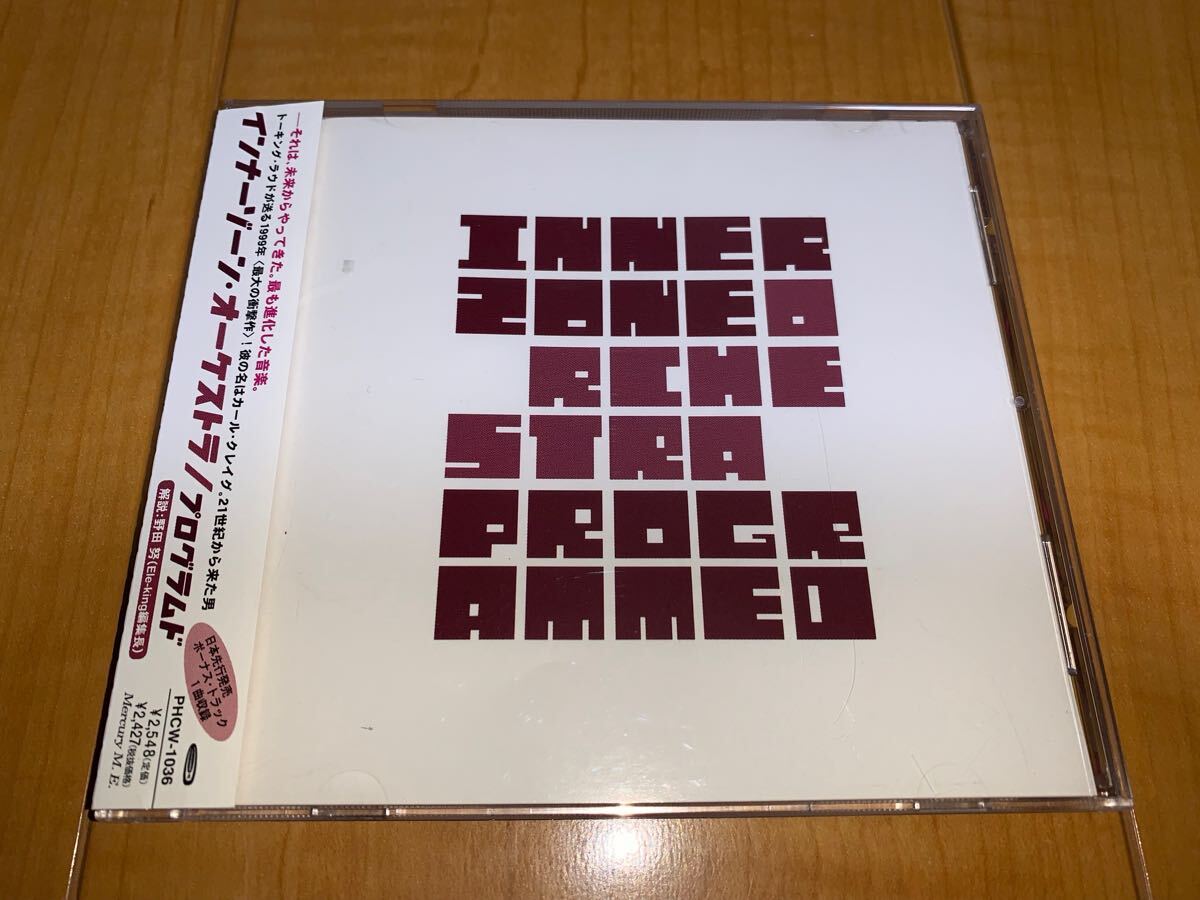 ―それは、未来からやってきた。最も進化した音楽。
トーキング・ラウドが送る1999年〈最大の衝撃作〉！彼の名はカール・クレイグ。21世紀から来た男
インナーゾーン・オーケストラ／プログラムド
解説：野田 努(Ele-king編集長)
日本先行発売
ボーナス・トラック
1曲収録
PHCW-1036
¥2,548(定価)
¥2,427(税抜価格)
Mercury M.E.
INNER
ZONE O
RCHE
STRA
PROGR
AMMED